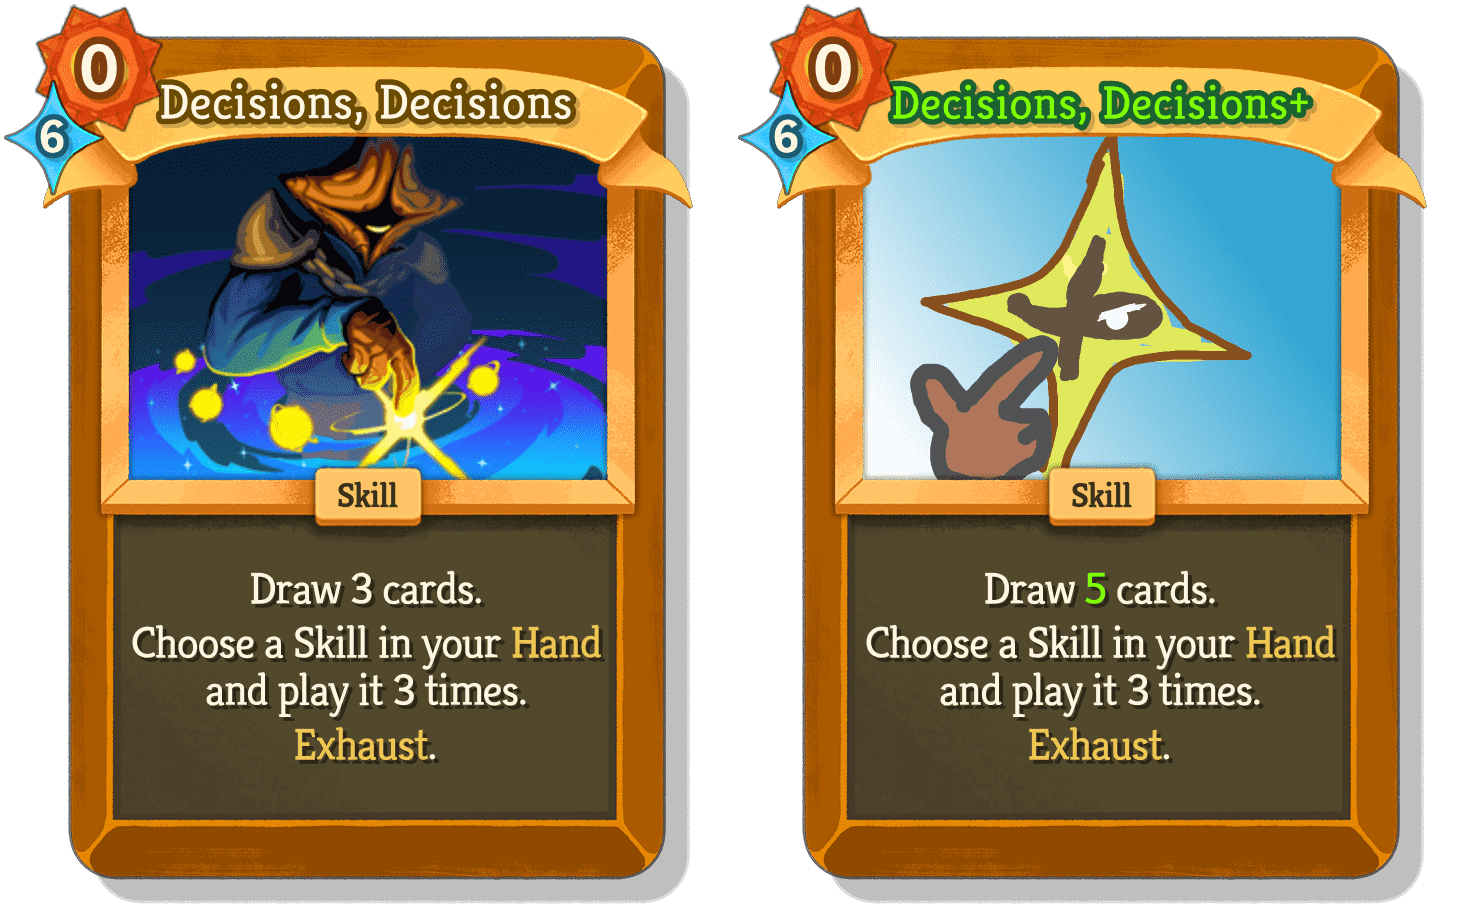 0
6
Decisions, Decisions
Skill
Draw 3 cards.
Choose a Skill in your Hand
and play it 3 times.
Exhaust.
0
6
Decisions, Decisions+
Skill
Draw 5 cards.
Choose a Skill in your Hand
and play it 3 times.
Exhaust.